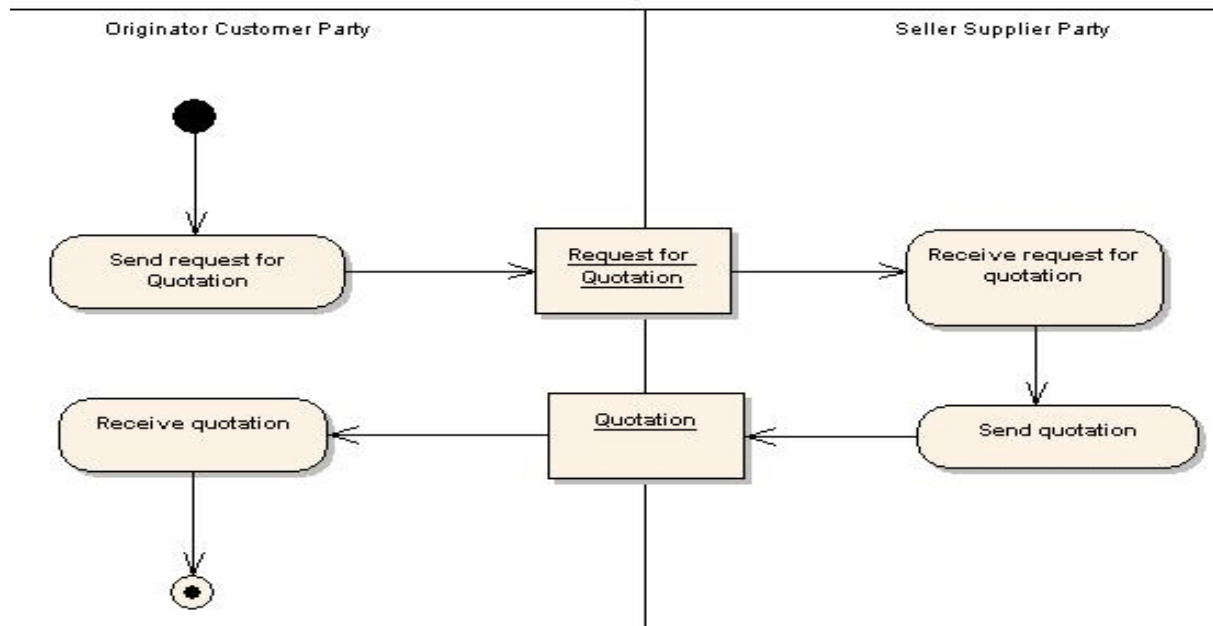 Originator Customer Party
Seller Supplier Party
Send request for
Quotation
Request for
Quotation
Receive request for
quotation
Receive quotation
Quotation
Send quotation